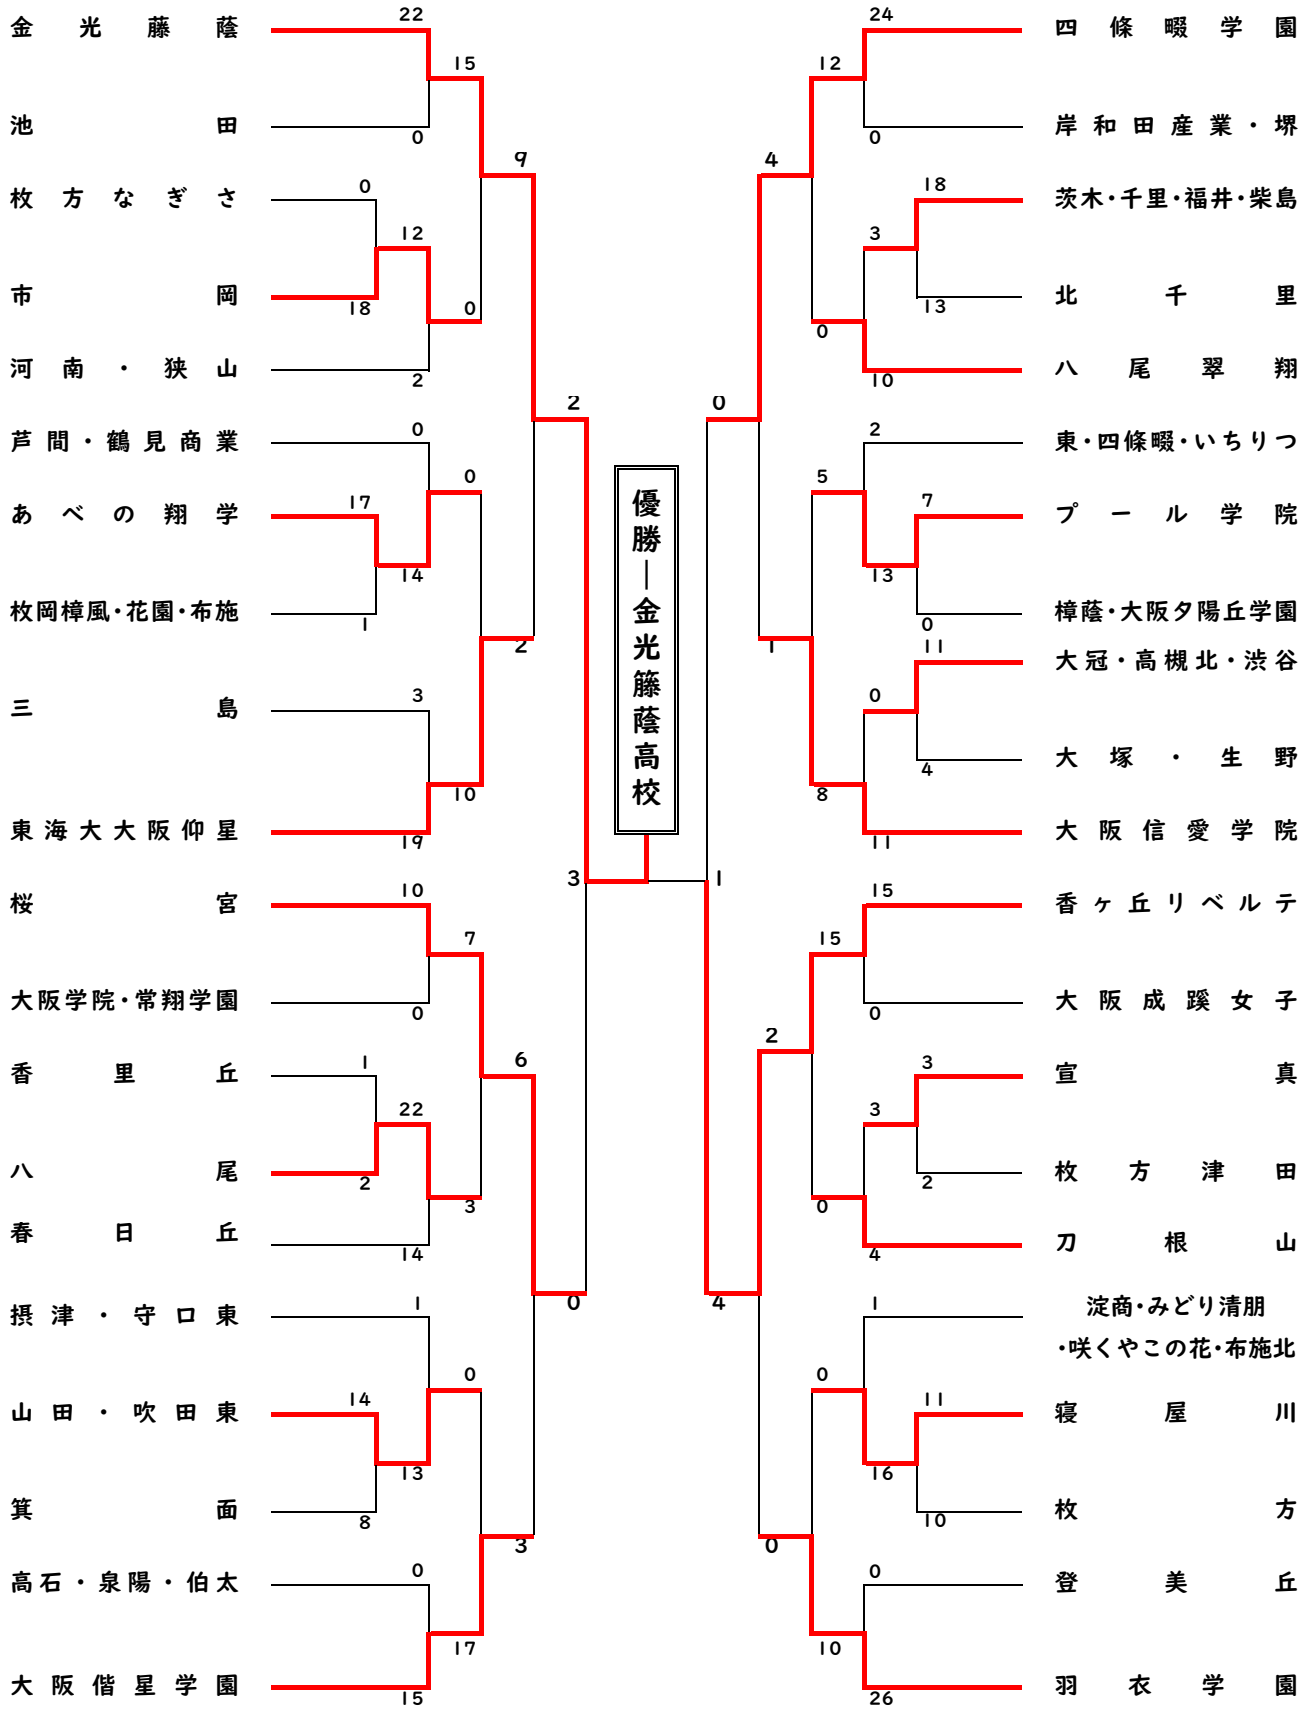 金光藤蔭
22
15
池田
0
9
枚方なぎさ
0
12
市岡
18
0
河南・狭山
2
2
芦間・鶴見商業
0
0
あべの翔学
17
14
枚岡樟風・花園・布施
1
2
三島
3
10
東海大大阪仰星
19
3
桜宮
10
7
大阪学院・常翔学園
0
6
香里丘
1
22
八尾
2
3
春日丘
14
0
摂津・守口東
1
0
山田・吹田東
14
13
箕面
8
3
高石・泉陽・伯太
0
17
大阪偕星学園
15
優勝―金光籐蔭高校
四條畷学園
24
12
岸和田産業・堺
0
4
茨木・千里・福井・柴島
18
3
北千里
13
0
八尾翠翔
10
0
東・四條畷・いちりつ
2
5
プール学院
7
13
樟蔭・大阪夕陽丘学園
0
1
大冠・高槻北・渋谷
11
0
大塚・生野
4
8
大阪信愛学院
11
1
香ヶ丘リベルテ
15
15
大阪成蹊女子
0
2
宣真
3
3
枚方津田
2
0
刀根山
4
4
淀商・みどり清朋
・咲くやこの花・布施北
1
0
寝屋川
11
16
枚方
10
0
登美丘
0
10
羽衣学園
26